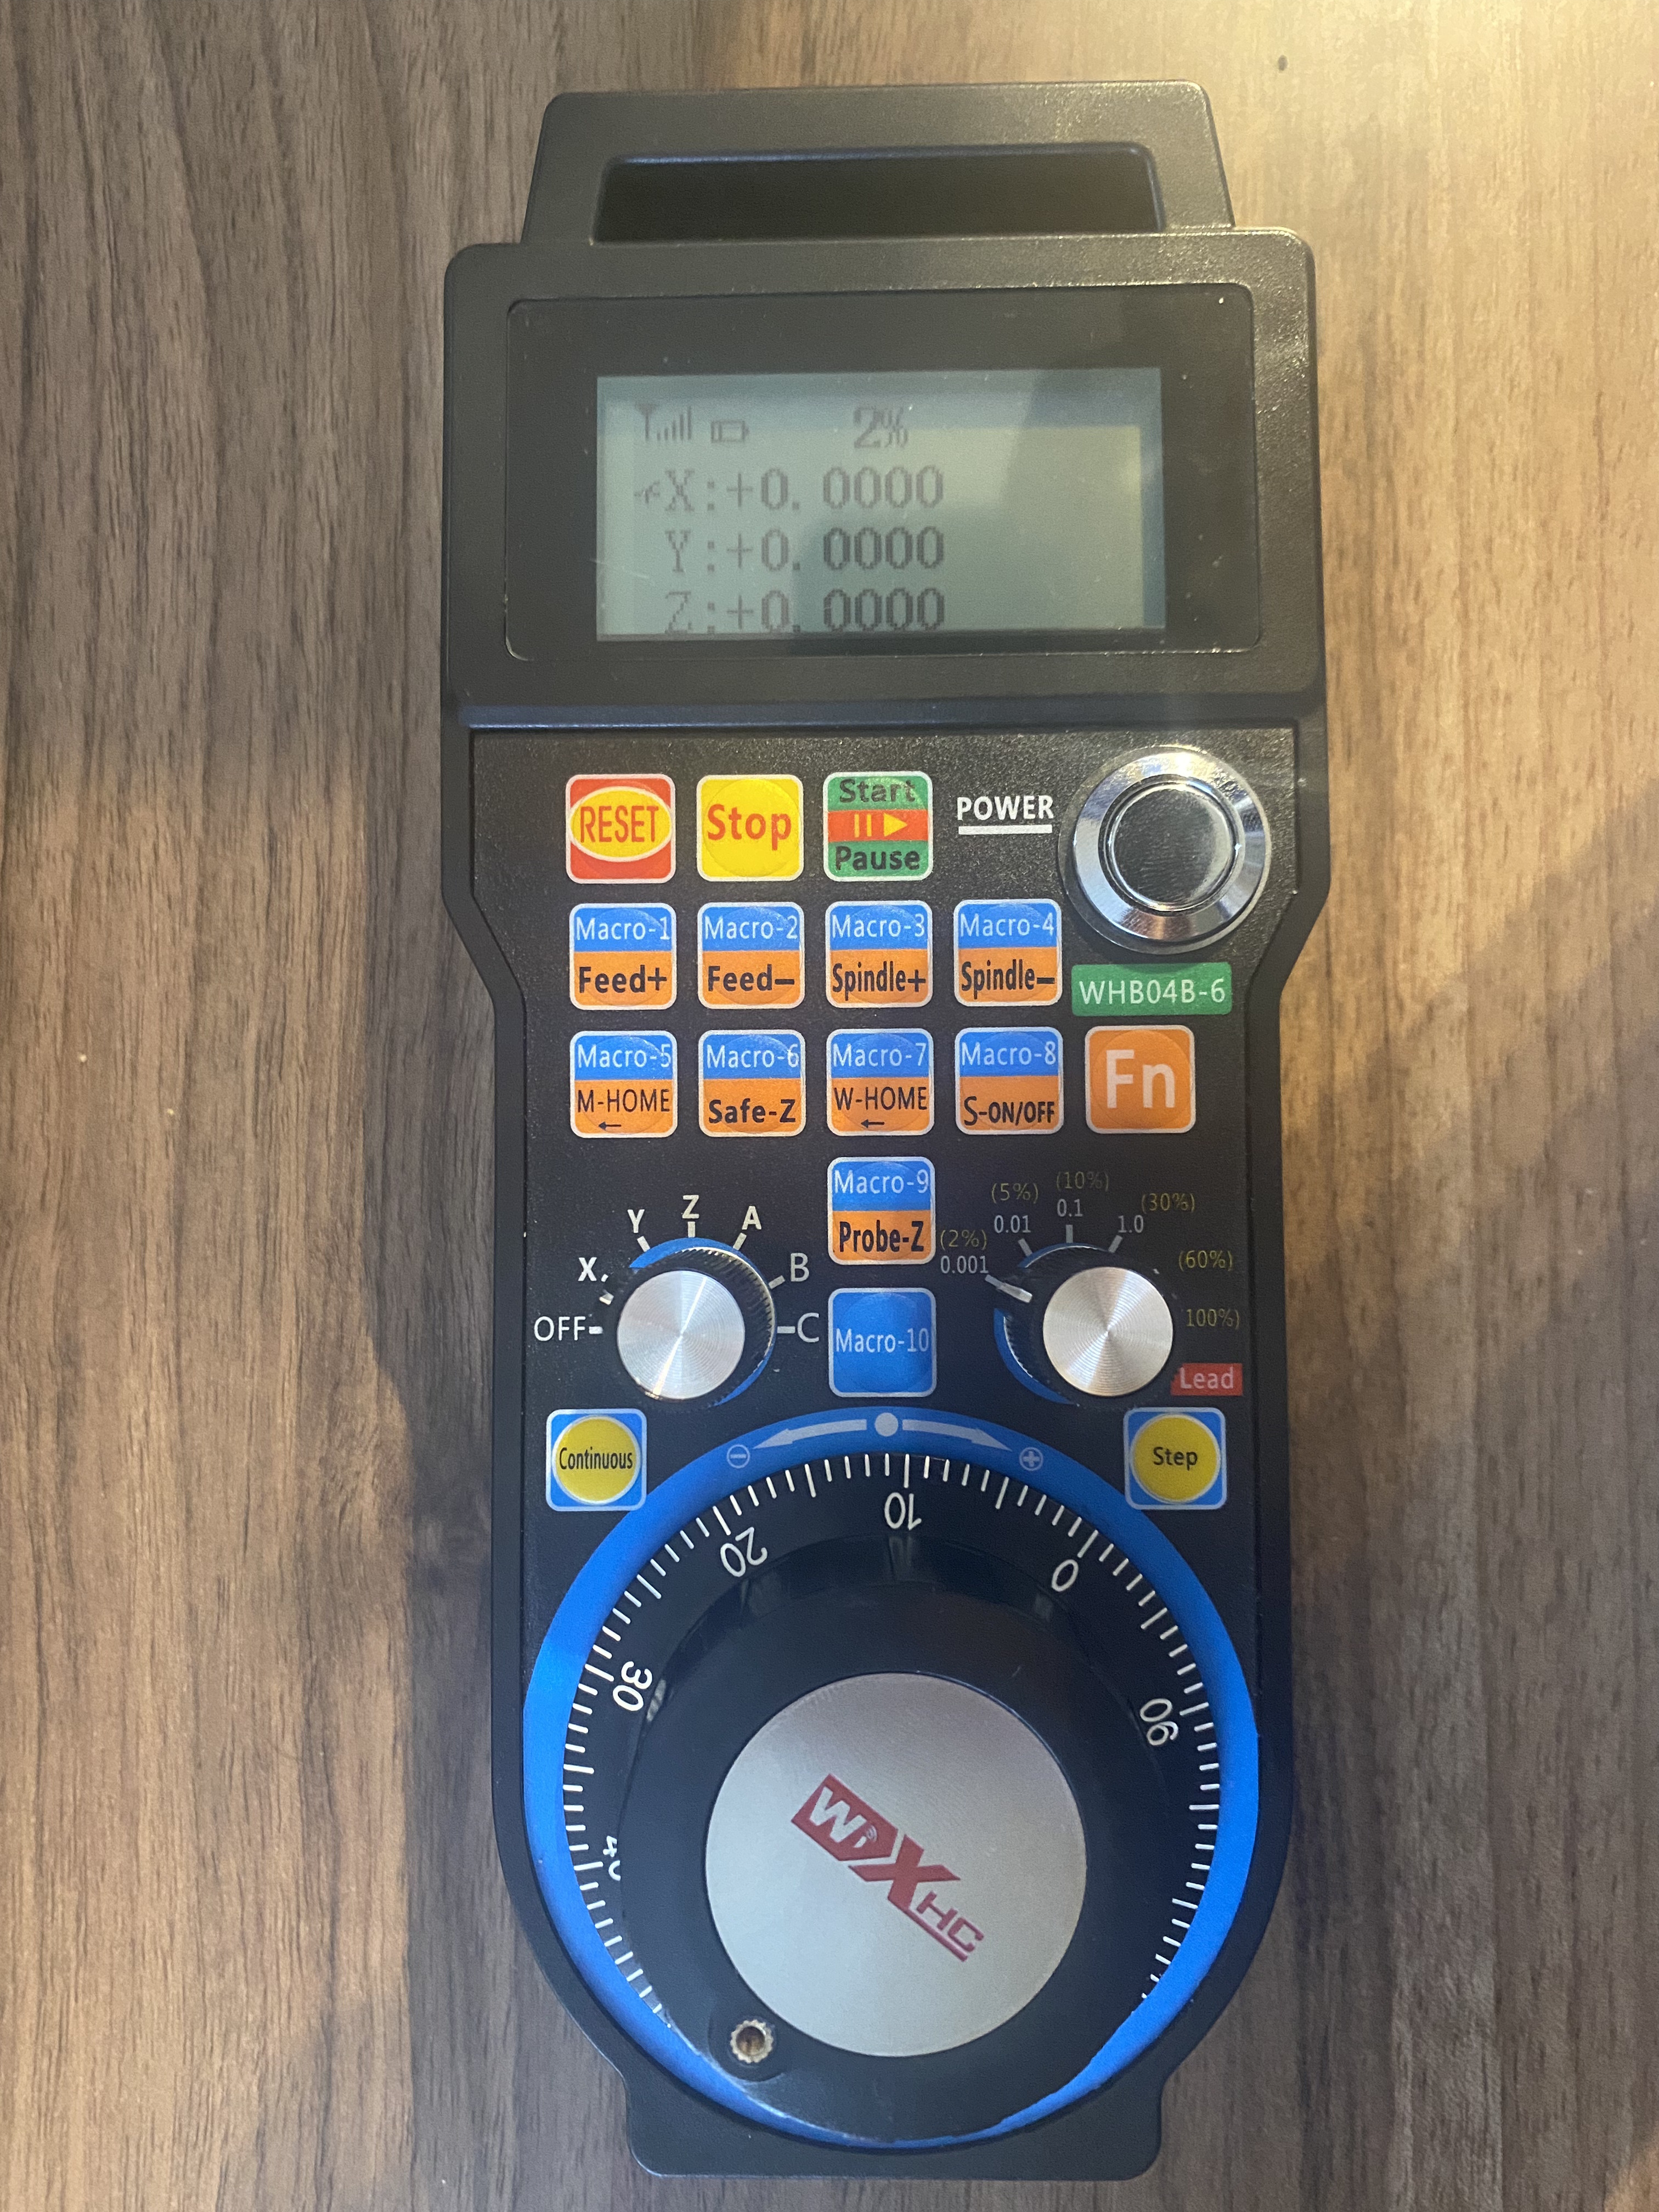 2%
X:+0.0000
Y:+0.0000
Z:+0.0000
RESET
Stop
Start
Pause
POWER
Macro-1
Feed+
Macro-2
Feed-
Macro-3
Spindle+
Macro-4
Spindle-
WHB04B-6
Macro-5
M-HOME
Macro-6
Safe-Z
Macro-7
W-HOME
Macro-8
S-ON/OFF
Fn
Macro-9
Probe-Z
OFF
X
Y
Z
A
B
C
(2%)
0.001
(5%)
0.01
(10%)
0.1
(30%)
1.0
(60%)
100%)
Lead
Macro-10
Continuous
Step
20
10
0
30
90
40
WIXHC